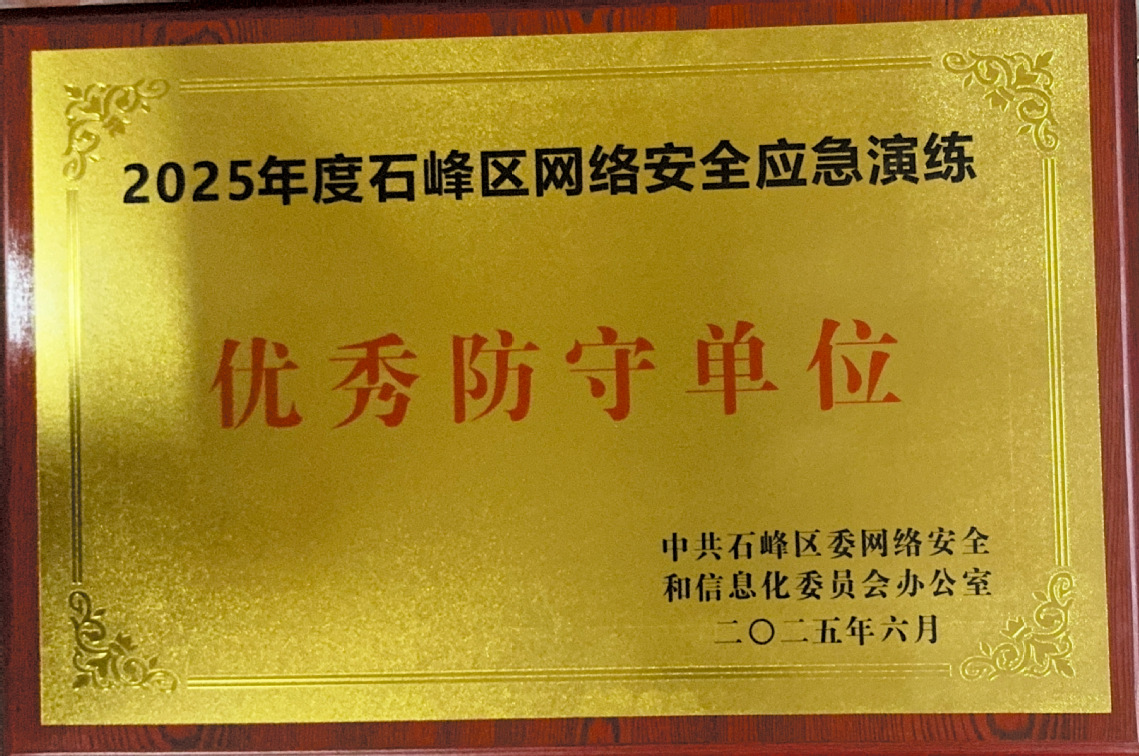 2025年度石峰区网络安全应急演练
优秀防守单位
中共石峰区委网络安全
和信息化委员会办公室
二〇二五年六月